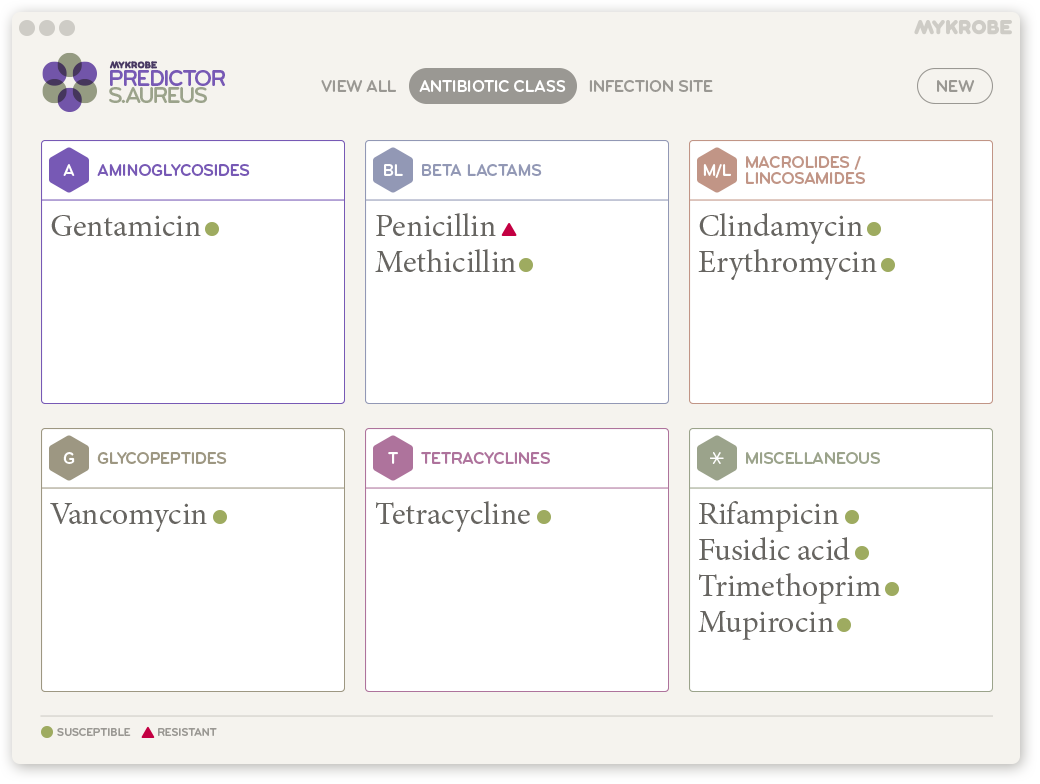 MYKROBE
MYKROBE
PREDICTOR
S.AUREUS
VIEW ALL ANTIBIOTIC CLASS INFECTION SITE NEW
A AMINOGLYCOSIDES
Gentamicin
BL BETA LACTAMS
Penicillin
Methicillin
M/L MACROLIDES /
LINCOSAMIDES
Clindamycin
Erythromycin
G GLYCOPEPTIDES
Vancomycin
T TETRACYCLINES
Tetracycline
MISCELLANEOUS
Rifampicin
Fusidic acid
Trimethoprim
Mupirocin
SUSCEPTIBLE RESISTANT